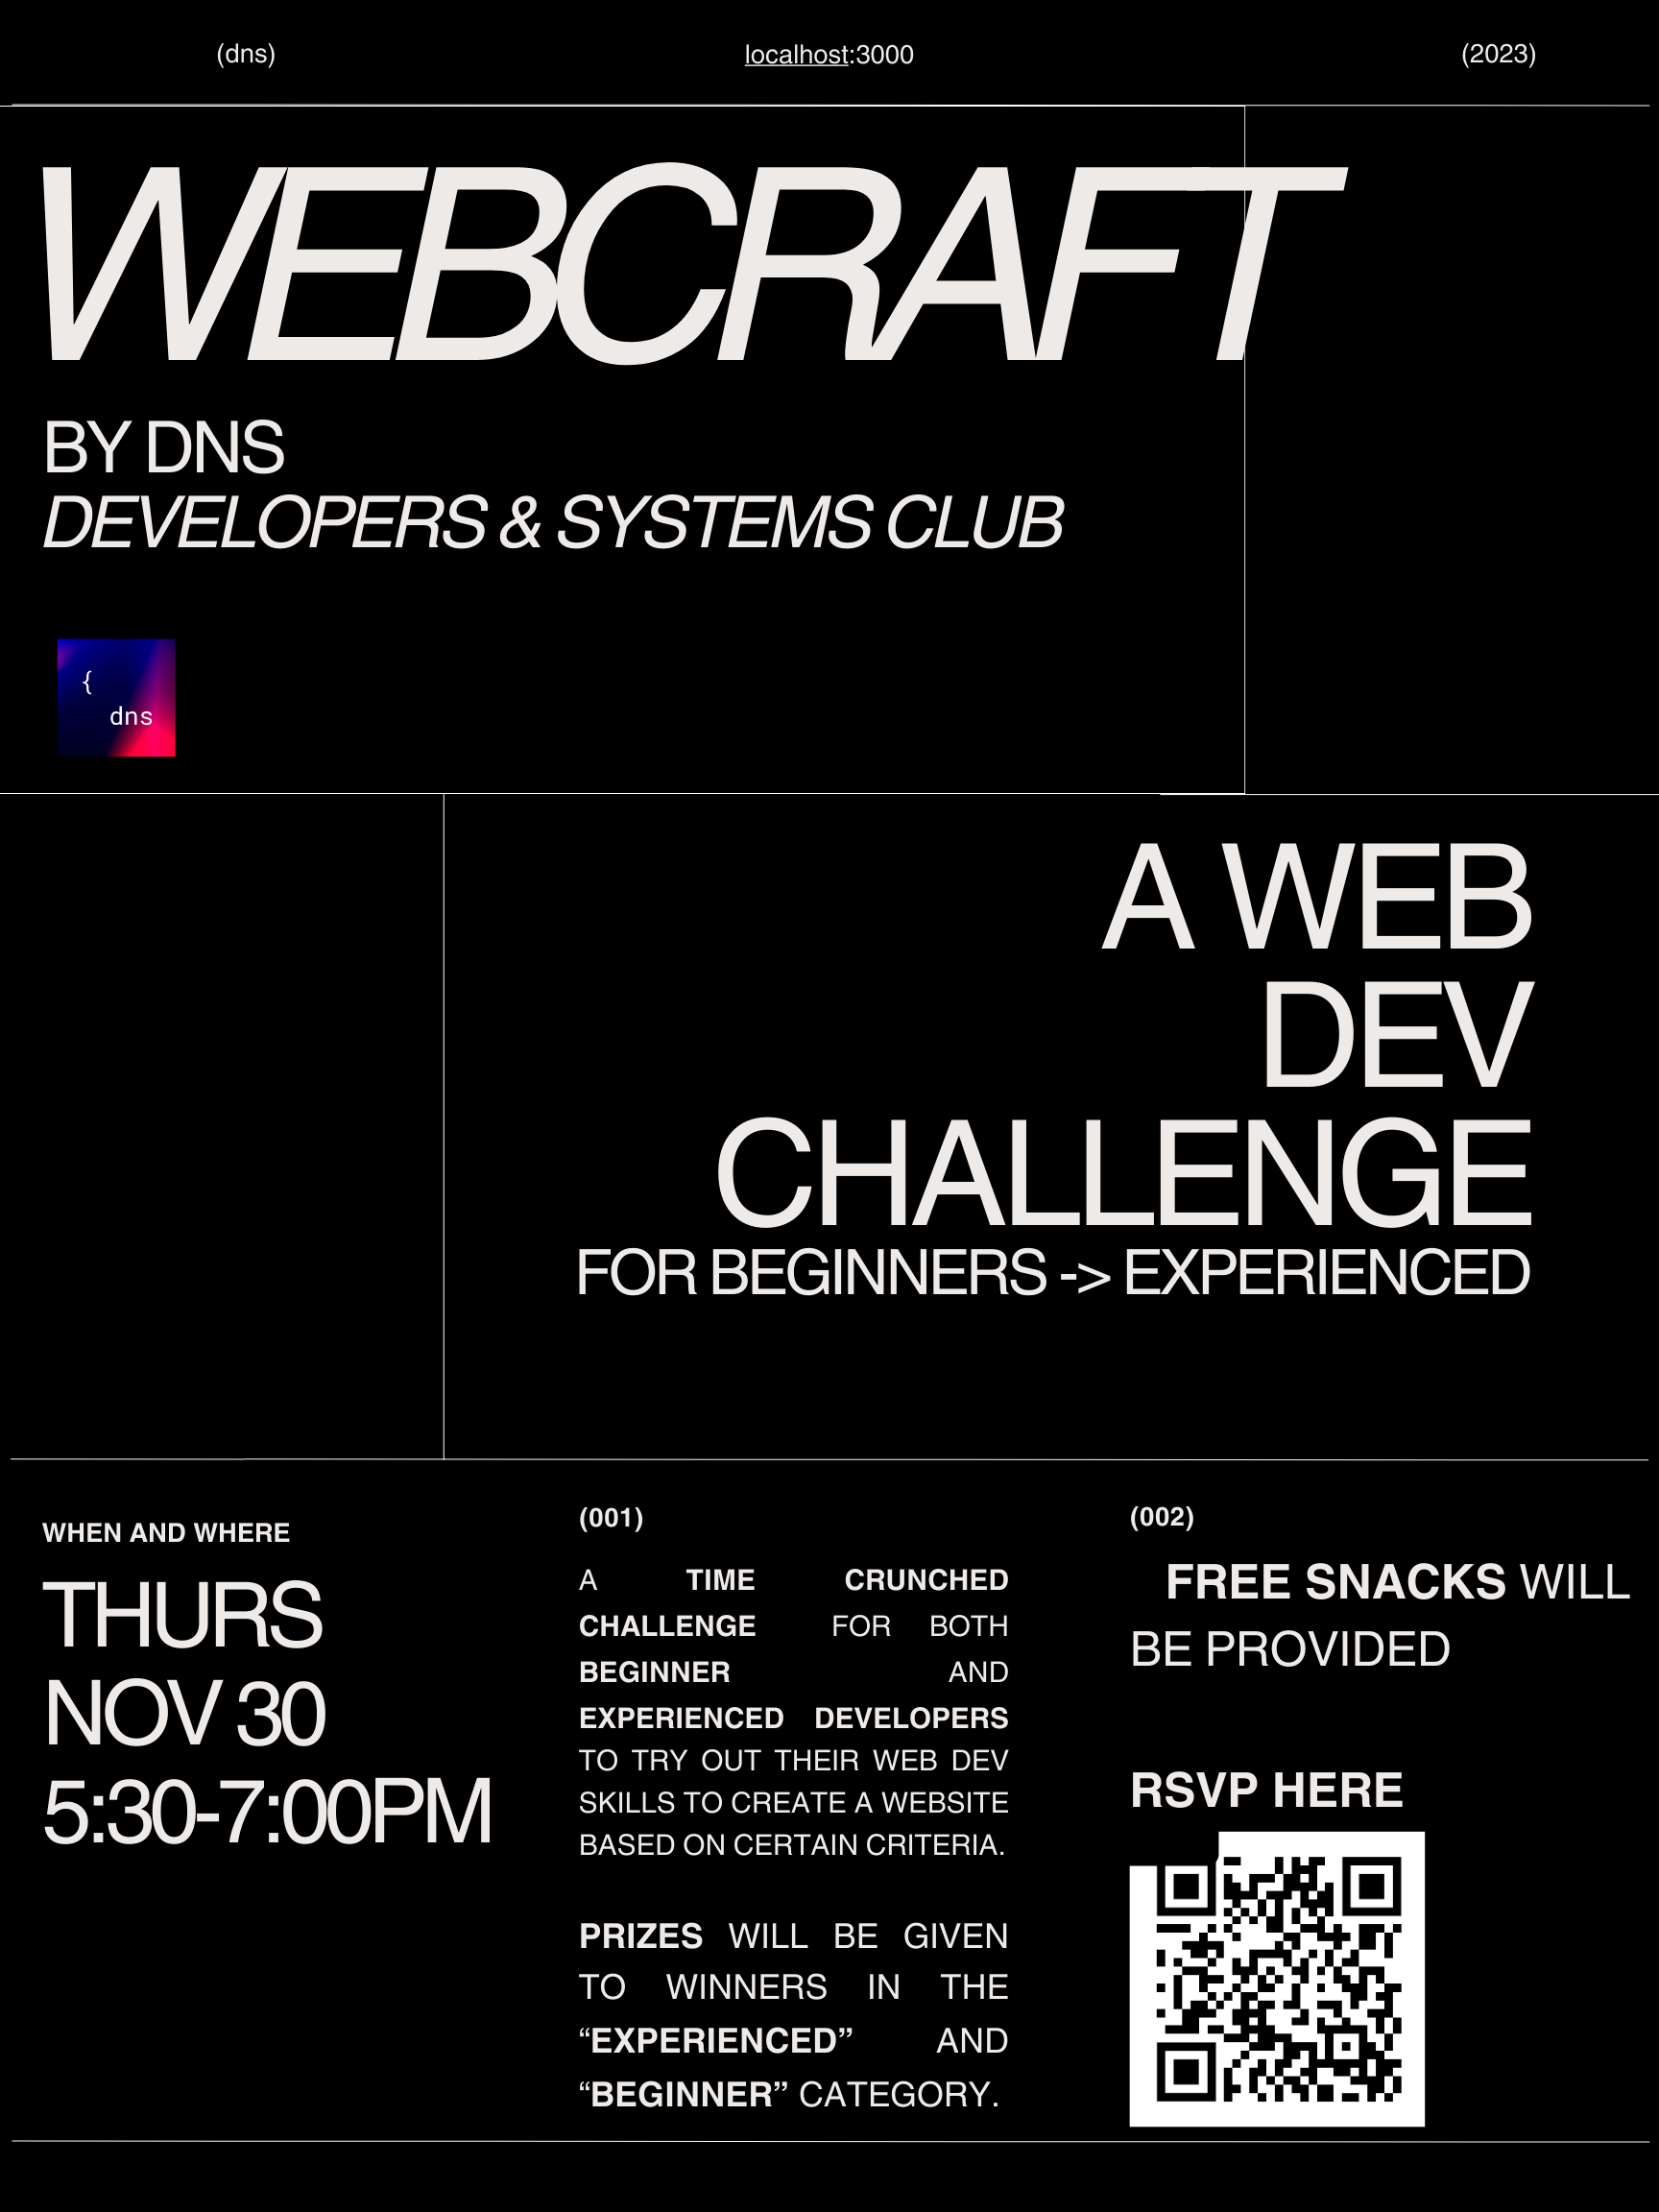 (dns)
localhost:3000
(2023)
WEBCRAFT
BY DNS
DEVELOPERS & SYSTEMS CLUB
{
dns
A WEB
DEV
CHALLENGE
FOR BEGINNERS -> EXPERIENCED
WHEN AND WHERE
THURS
NOV 30
5:30-7:00PM
(001)
A TIME CRUNCHED
CHALLENGE FOR BOTH
BEGINNER AND
EXPERIENCED DEVELOPERS
TO TRY OUT THEIR WEB DEV
SKILLS TO CREATE A WEBSITE
BASED ON CERTAIN CRITERIA.
PRIZES WILL BE GIVEN
TO WINNERS IN THE
“EXPERIENCED” AND
“BEGINNER” CATEGORY.
(002)
FREE SNACKS WILL
BE PROVIDED
RSVP HERE